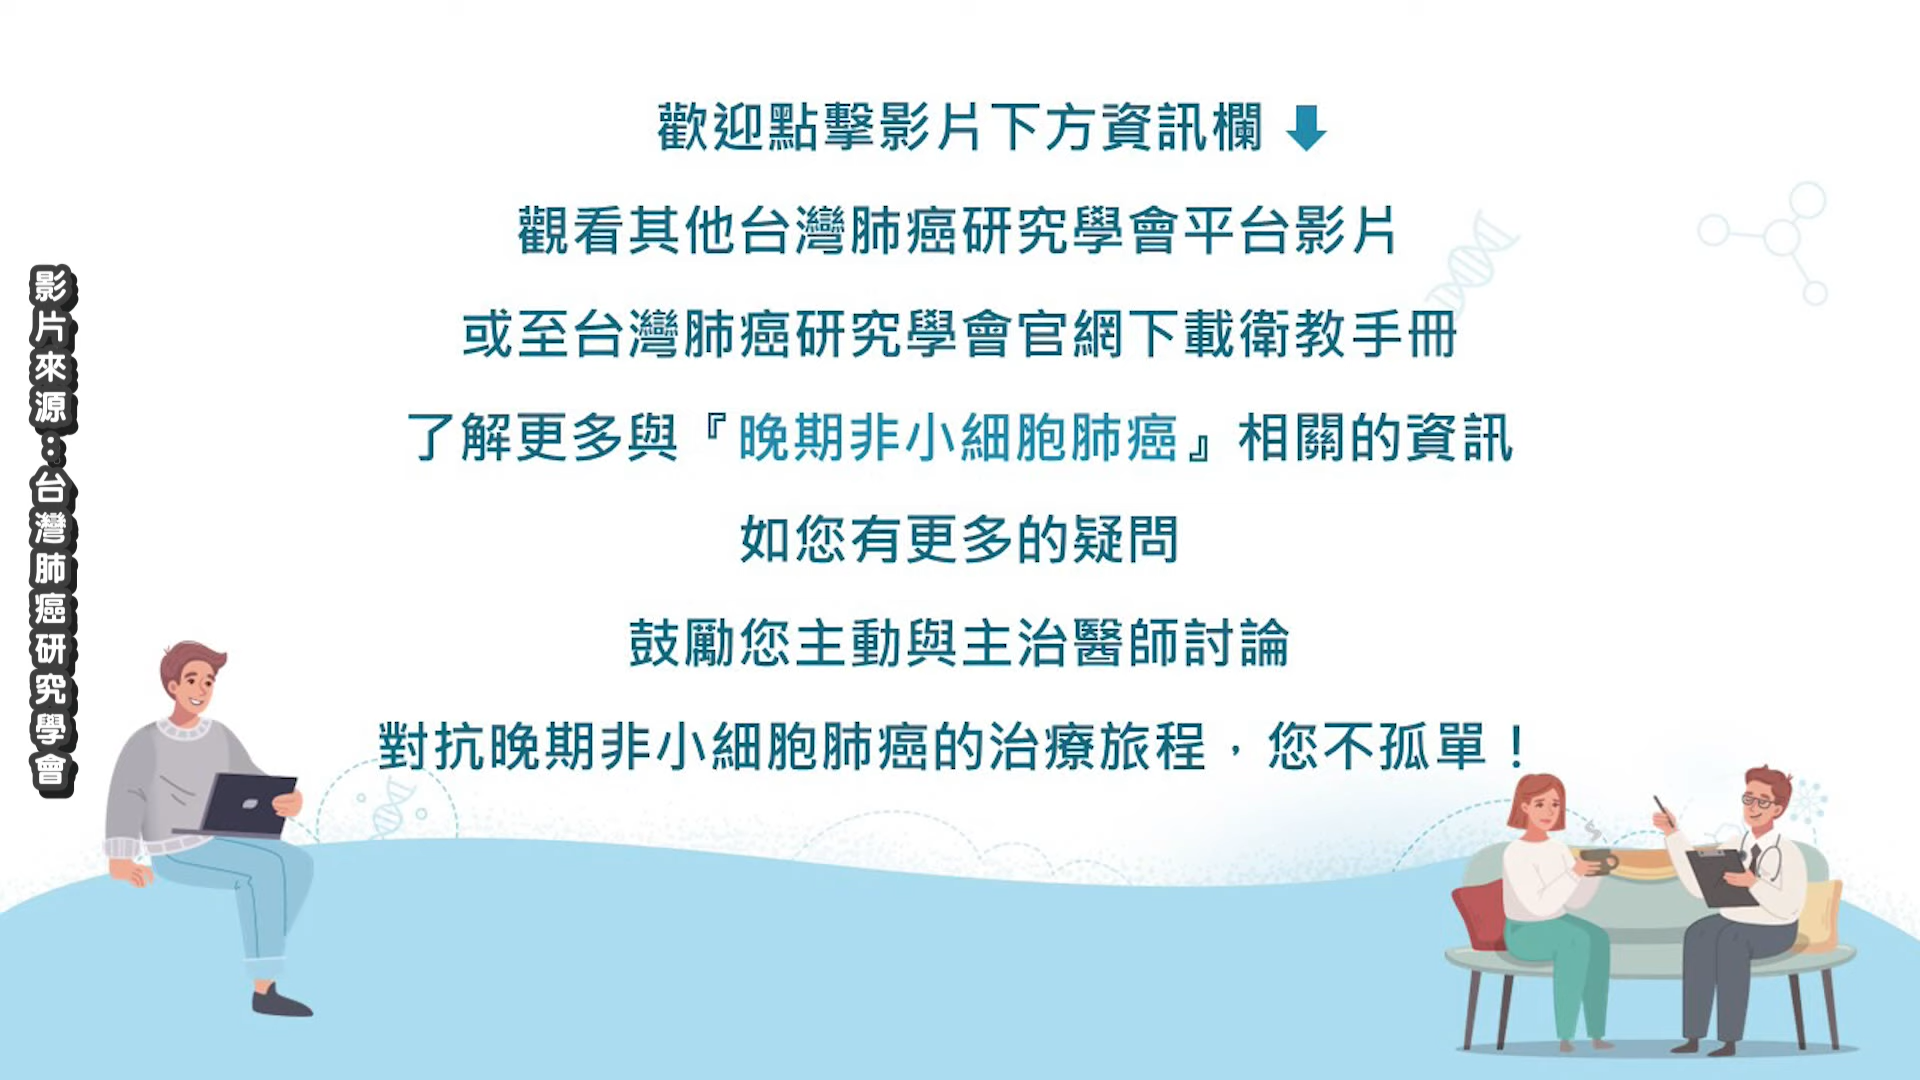 歡迎點擊影片下方資訊欄
觀看其他台灣肺癌研究學會平台影片
或至台灣肺癌研究學會官網下載衛教手冊
了解更多與『晚期非小細胞肺癌』相關的資訊
如您有更多的疑問
鼓勵您主動與主治醫師討論
對抗晚期非小細胞肺癌的治療旅程，您不孤單！
影片來源：台灣肺癌研究學會